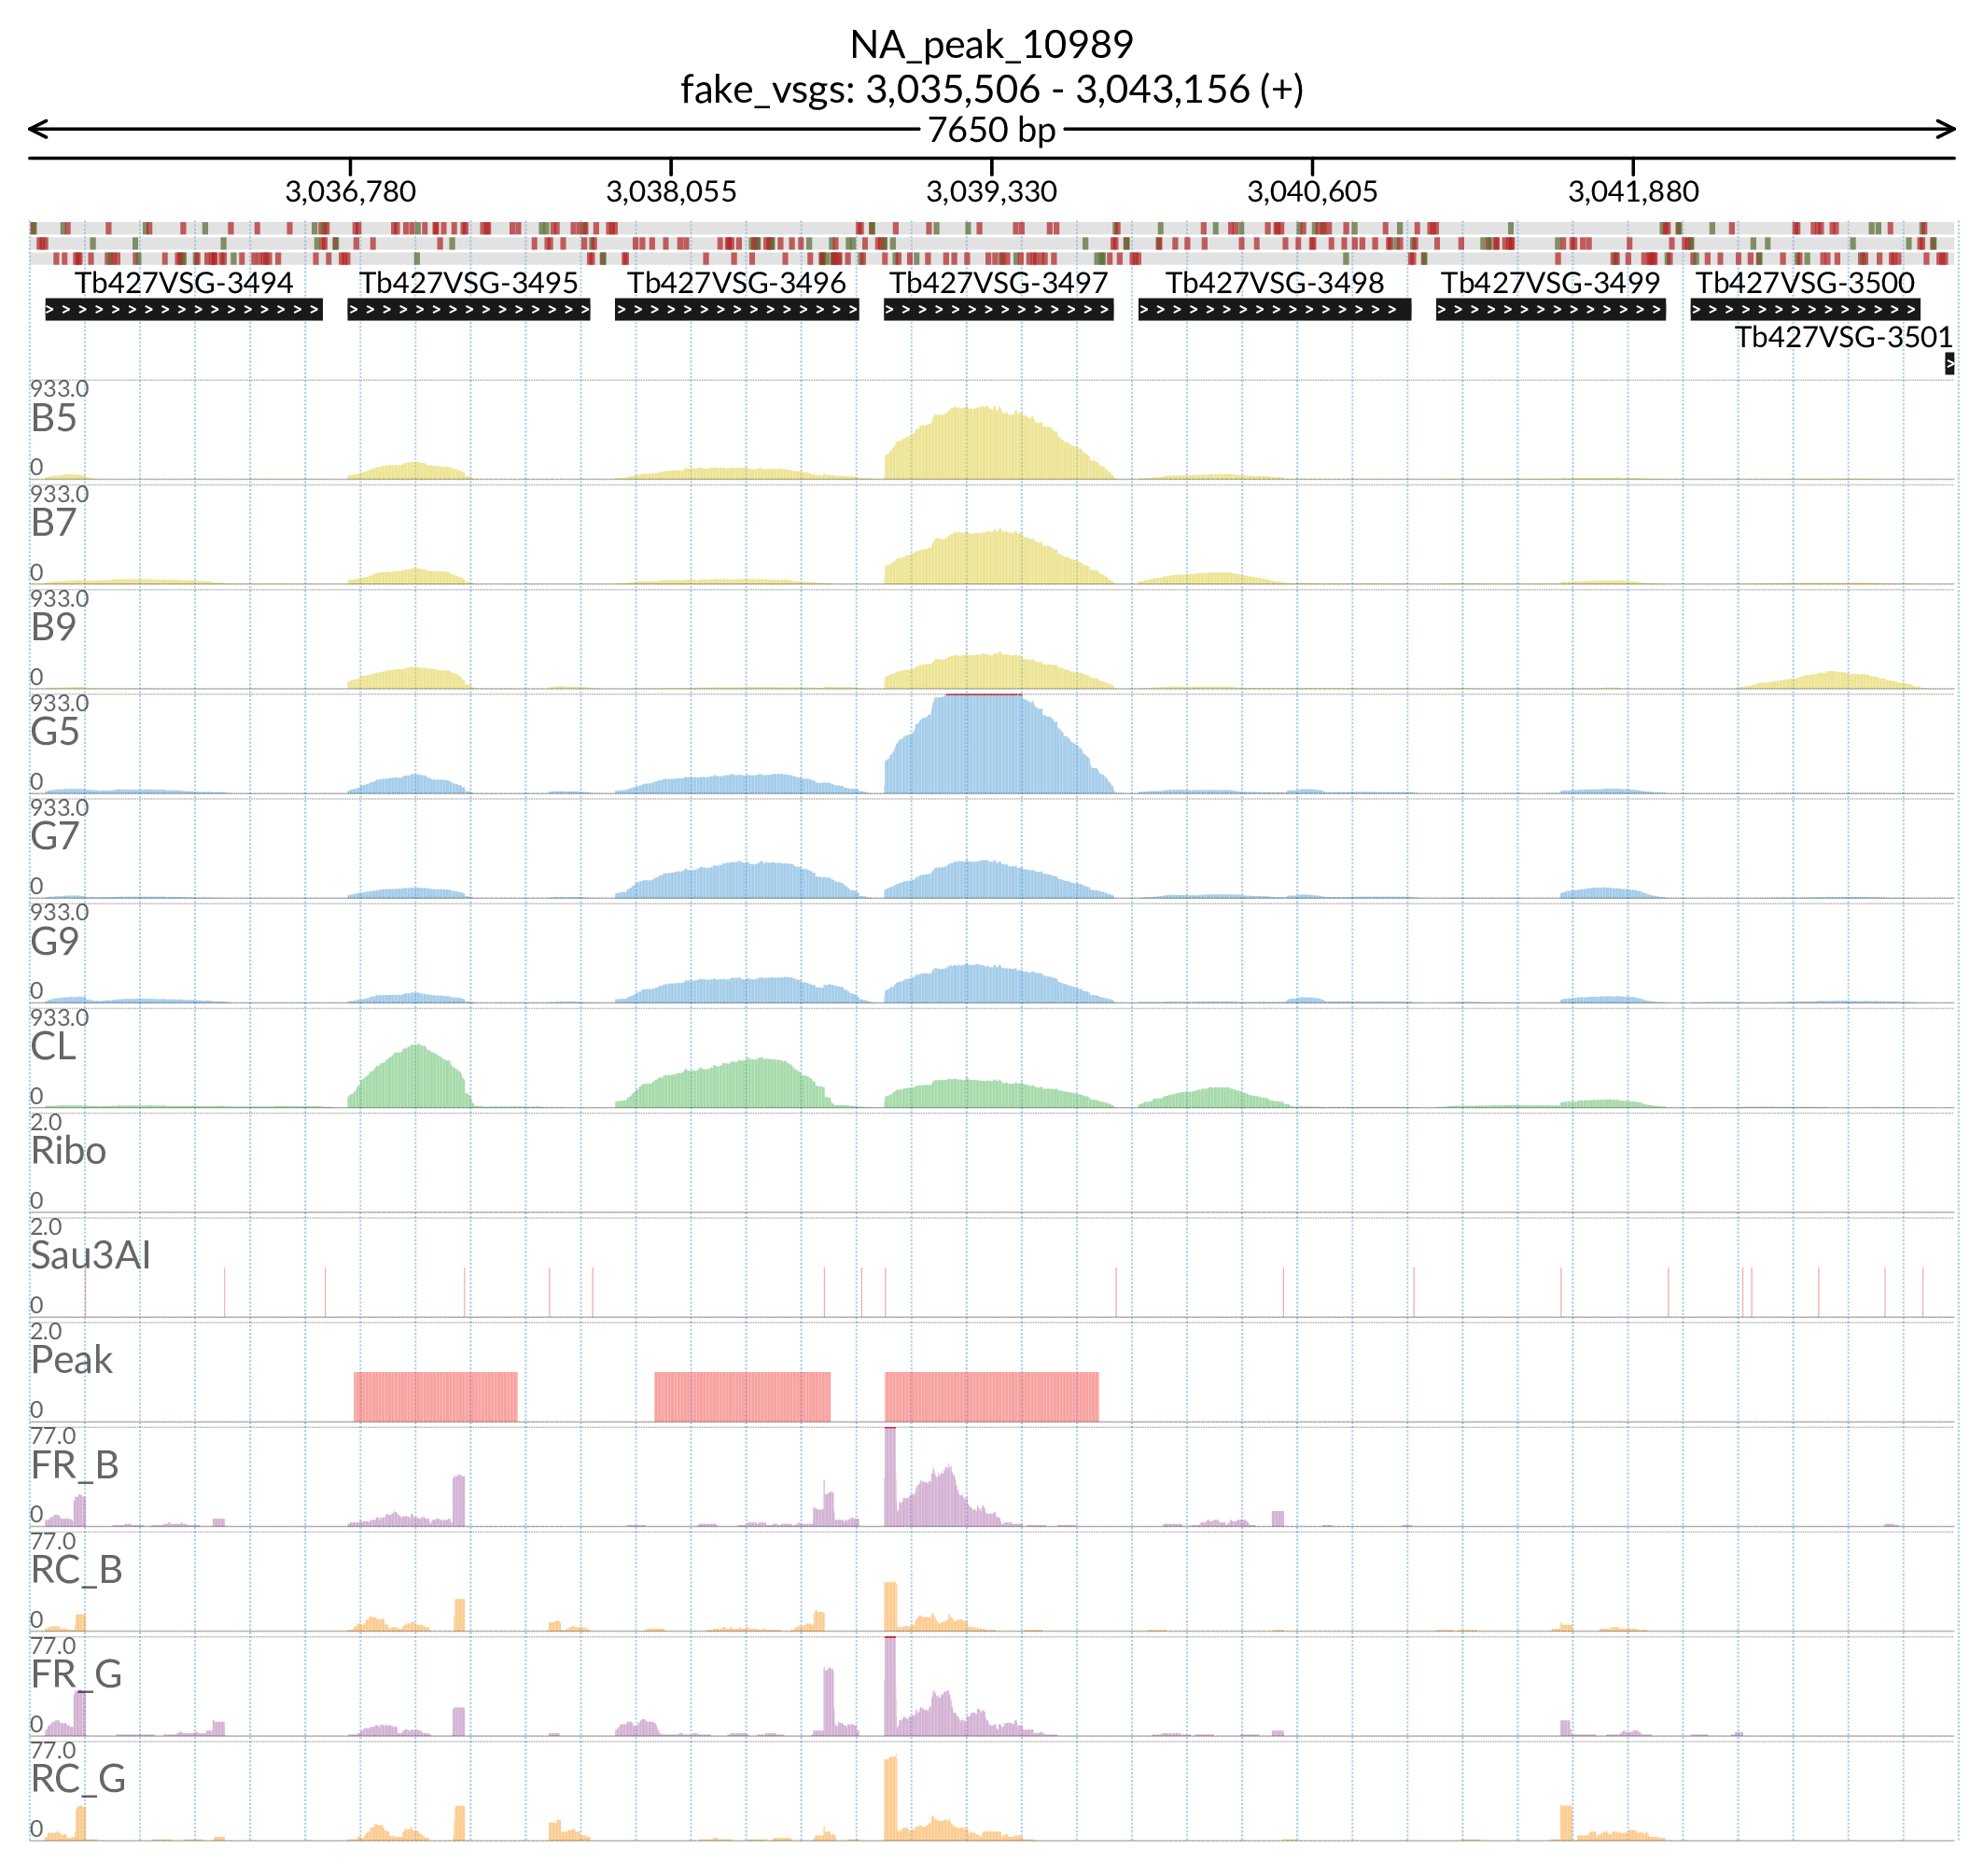 NA_peak_10989
fake_vsgs: 3,035,506 - 3,043,156 (+)
7650 bp
3,036,780 3,038,055 3,039,330 3,040,605 3,041,880
Tb427VSG-3494 Tb427VSG-3495 Tb427VSG-3496 Tb427VSG-3497 Tb427VSG-3498 Tb427VSG-3499 Tb427VSG-3500
Tb427VSG-3501
933.0
B5
0
933.0
B7
0
933.0
B9
0
933.0
G5
0
933.0
G7
0
933.0
G9
0
933.0
CL
0
2.0
Ribo
0
2.0
Sau3AI
0
2.0
Peak
0
77.0
FR_B
0
77.0
RC_B
0
77.0
FR_G
0
77.0
RC_G
0